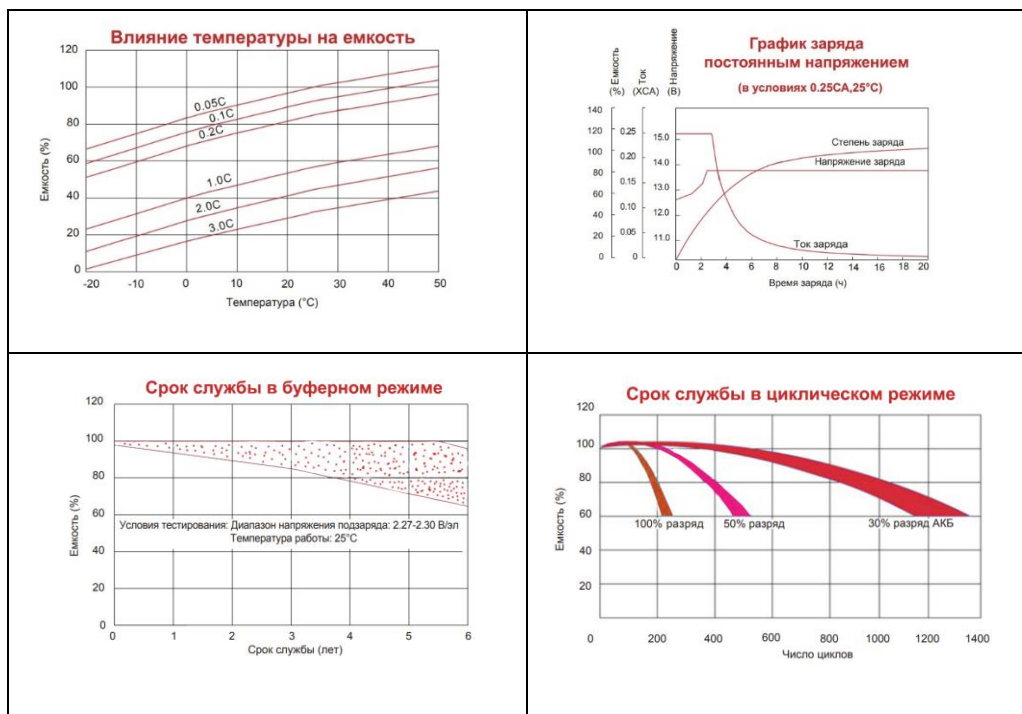 Влияние температуры на емкость
120
100
80
60
40
20
0
Емкость (%)
0.05C
0.1C
0.2C
1.0C
2.0C
3.0C
-20
-10
0
10
20
30
40
50
Температура (°C)
График заряда
постоянным напряжением
(в условиях 0.25CA,25°C)
Емкость
(%)
Ток
(XCA)
Напряжение
(В)
140
120
100
80
60
40
20
0
0.25
0.20
0.15
0.10
0.05
0
15.0
14.0
13.0
12.0
11.0
Степень заряда
Напряжение заряда
Ток заряда
0 2 4 6 8 10 12 14 16 18 20
Время заряда (ч)
Срок службы в буферном режиме
120
100
80
60
40
20
0
Емкость (%)
Условия тестирования: Диапазон напряжения подзаряда: 2.27-2.30 В/эл
Температура работы: 25°C
0 1 2 3 4 5 6
Срок службы (лет)
Срок службы в циклическом режиме
120
100
80
60
40
20
Емкость (%)
100% разряд
50% разряд
30% разряд АКБ
0 200 400 600 800 1000 1200 1400
Число циклов